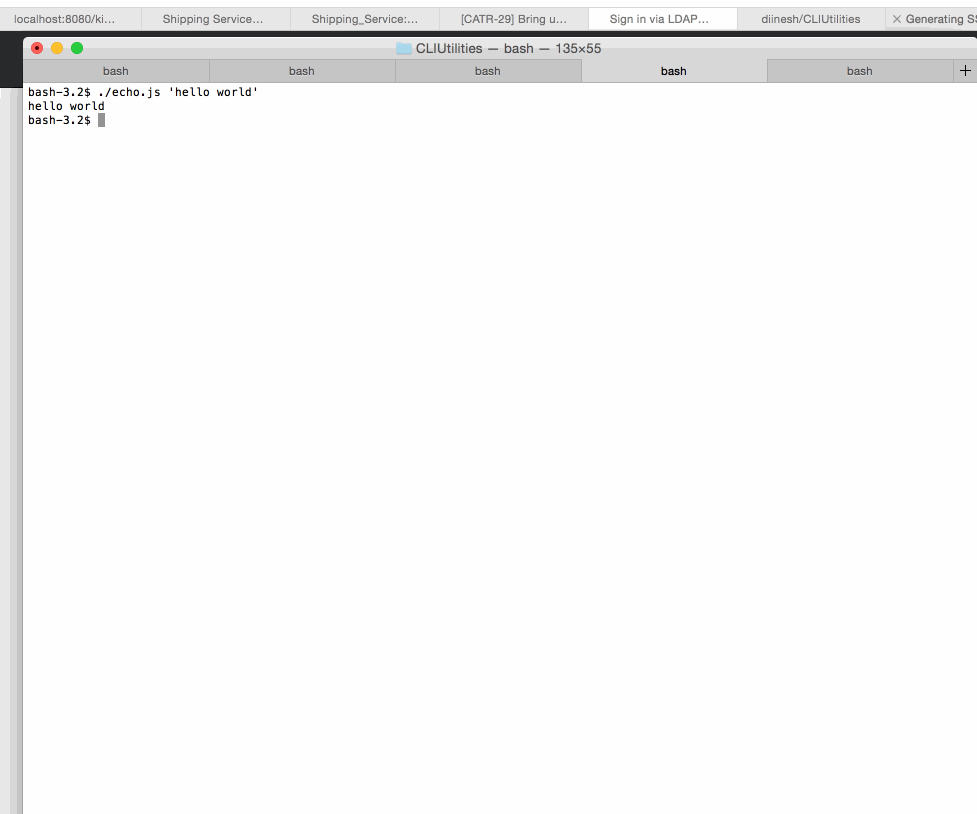 localhost:8080/ki... Shipping Service... Shipping_Service:... [CATR-29] Bring u... Sign in via LDAP... diinesh/CLIUtilities Generating
CLIUtilities — bash — 135×55
bash bash bash bash bash
bash-3.2$ ./echo.js 'hello world'
hello world
bash-3.2$